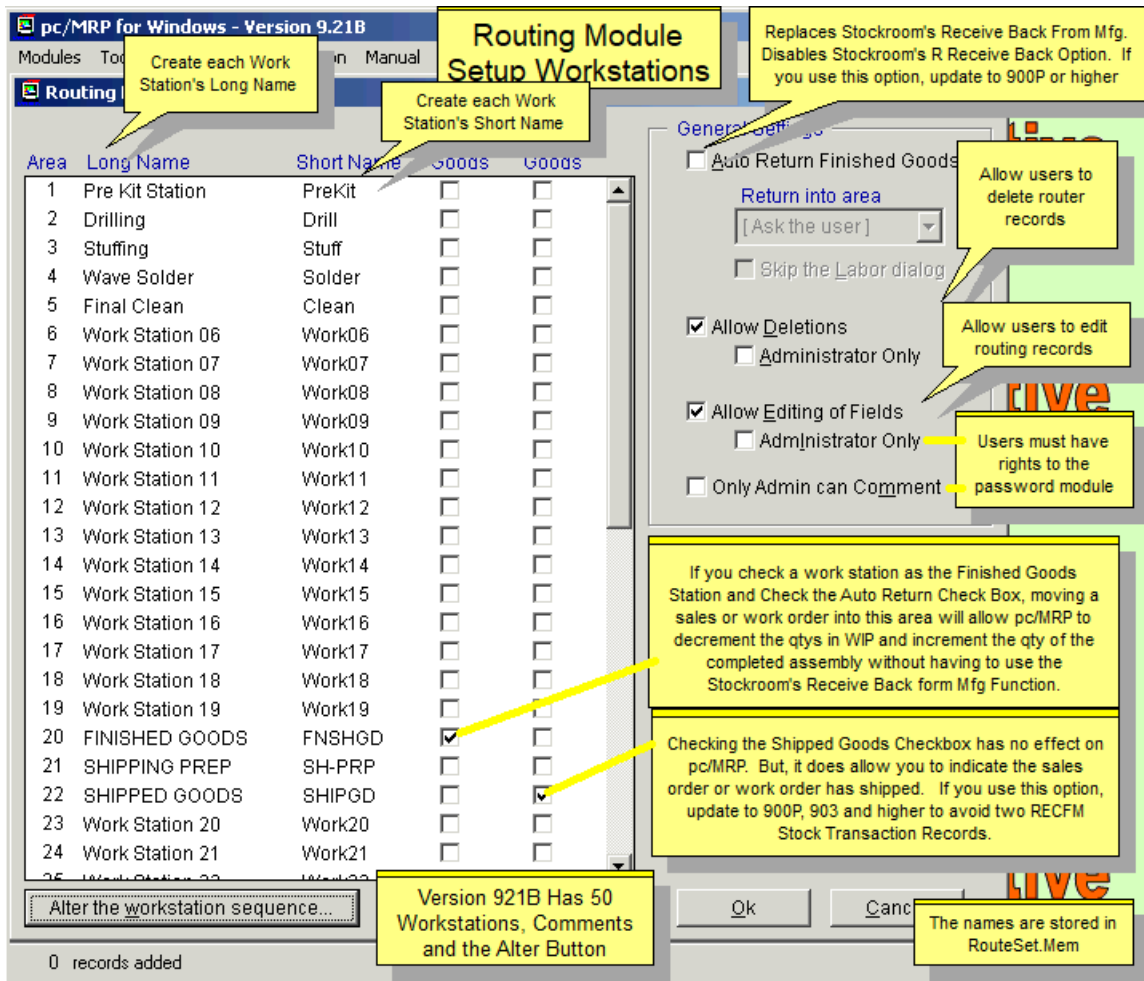 pc/MRP for Windows - Version 9.21B
Routing Module
Setup Workstations
Replaces Stockroom's Receive Back From Mfg.
Disables Stockroom's R Receive Back Option. If
you use this option, update to 900P or higher
Modules
Manual
Create each Work
Station's Long Name
Create each Work
Station's Short Name
Area Long Name Short Name Goods Goods
1 Pre Kit Station PreKit
2 Drilling Drill
3 Stuffing Stuff
4 Wave Solder Solder
5 Final Clean Clean
6 Work Station 06 Work06
7 Work Station 07 Work07
8 Work Station 08 Work08
9 Work Station 09 Work09
10 Work Station 10 Work10
11 Work Station 11 Work11
12 Work Station 12 Work12
13 Work Station 13 Work13
14 Work Station 14 Work14
15 Work Station 15 Work15
16 Work Station 16 Work16
17 Work Station 17 Work17
18 Work Station 18 Work18
19 Work Station 19 Work19
20 FINISHED GOODS FNSHGD
21 SHIPPING PREP SH-PRP
22 SHIPPED GOODS SHIPGD
23 Work Station 20 Work20
24 Work Station 21 Work21
General Settings
Auto Return Finished Goods
Return into area
[ Ask the user ]
Skip the Labor dialog
Allow Deletions
Administrator Only
Allow Editing of Fields
AdmInistrator Only
Only Admin can Comment
Allow users to
delete router
records
Allow users to edit
routing records
Users must have
rights to the
password module
If you check a work station as the Finished Goods
Station and Check the Auto Return Check Box, moving a
sales or work order into this area will allow pc/MRP to
decrement the qtys in WIP and increment the qty of the
completed assembly without having to use the
Stockroom's Receive Back form Mfg Function.
Checking the Shipped Goods Checkbox has no effect on
pc/MRP. But, it does allow you to indicate the sales
order or work order has shipped. If you use this option,
update to 900P, 903 and higher to avoid two RECFM
Stock Transaction Records.
Alter the workstation sequence...
Version 921B Has 50
Workstations, Comments
and the Alter Button
Ok
The names are stored in
RouteSet.Mem
0 records added